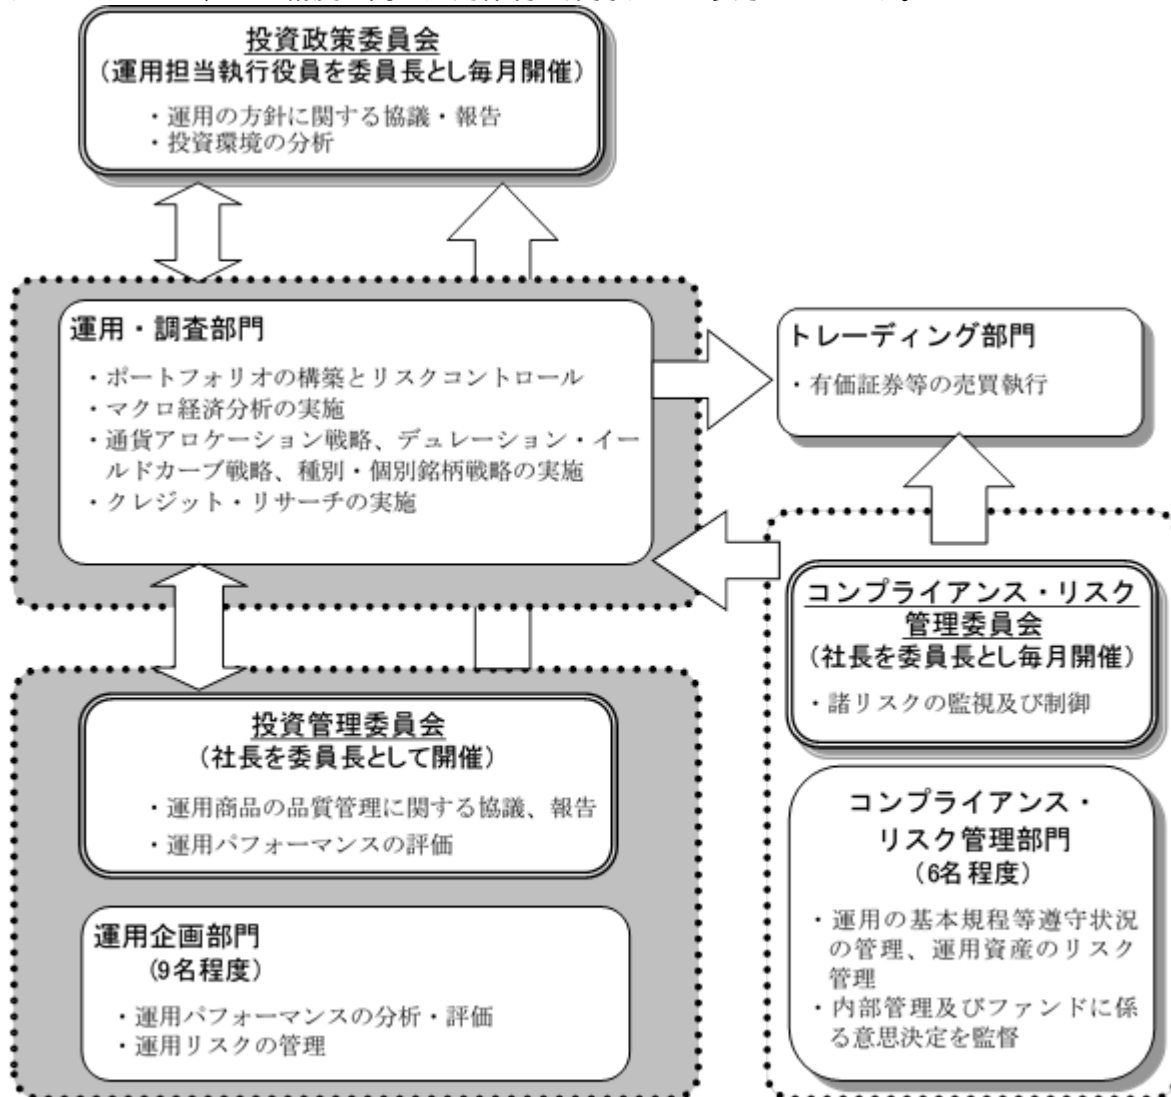 投資政策委員会
(運用担当執行役員を委員長とし毎月開催)
・運用の方針に関する協議・報告
・投資環境の分析
運用・調査部門
・ポートフォリオの構築とリスクコントロール
・マクロ経済分析の実施
・通貨アロケーション戦略、デュレーション・イー
ルドカーブ戦略、種別・個別銘柄戦略の実施
・クレジット・リサーチの実施
トレーディング部門
・有価証券等の売買執行
コンプライアンス・リスク
管理委員会
(社長を委員長とし毎月開催)
・諸リスクの監視及び制御
投資管理委員会
(社長を委員長として開催)
・運用商品の品質管理に関する協議、報告
・運用パフォーマンスの評価
コンプライアンス・
リスク管理部門
(6名程度)
・運用の基本規程等遵守状況
の管理、運用資産のリスク
管理
・内部管理及びファンドに係
る意思決定を監督
運用企画部門
(9名程度)
・運用パフォーマンスの分析・評価
・運用リスクの管理